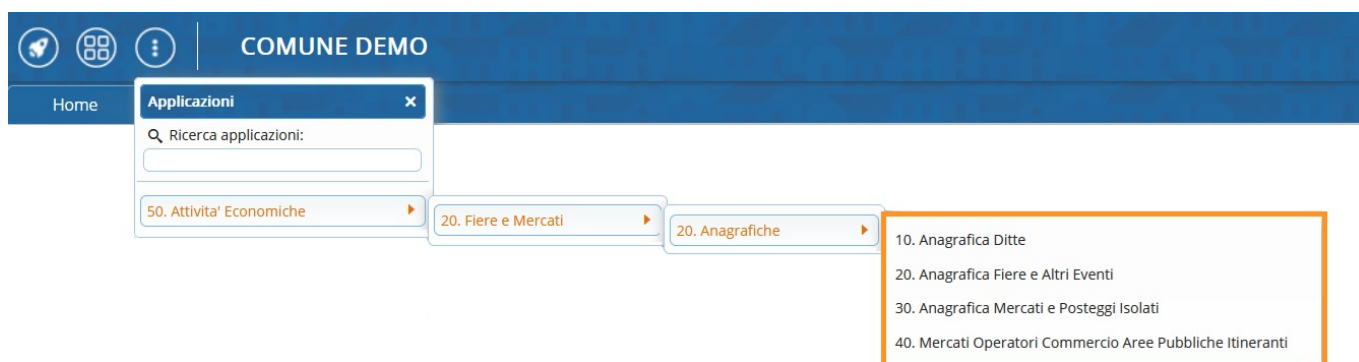 COMUNE DEMO
Home
Applicazioni ×
Ricerca applicazioni:
50. Attivita' Economiche
20. Fiere e Mercati
20. Anagrafiche
10. Anagrafica Ditte
20. Anagrafica Fiere e Altri Eventi
30. Anagrafica Mercati e Posteggi Isolati
40. Mercati Operatori Commercio Aree Pubbliche Itineranti